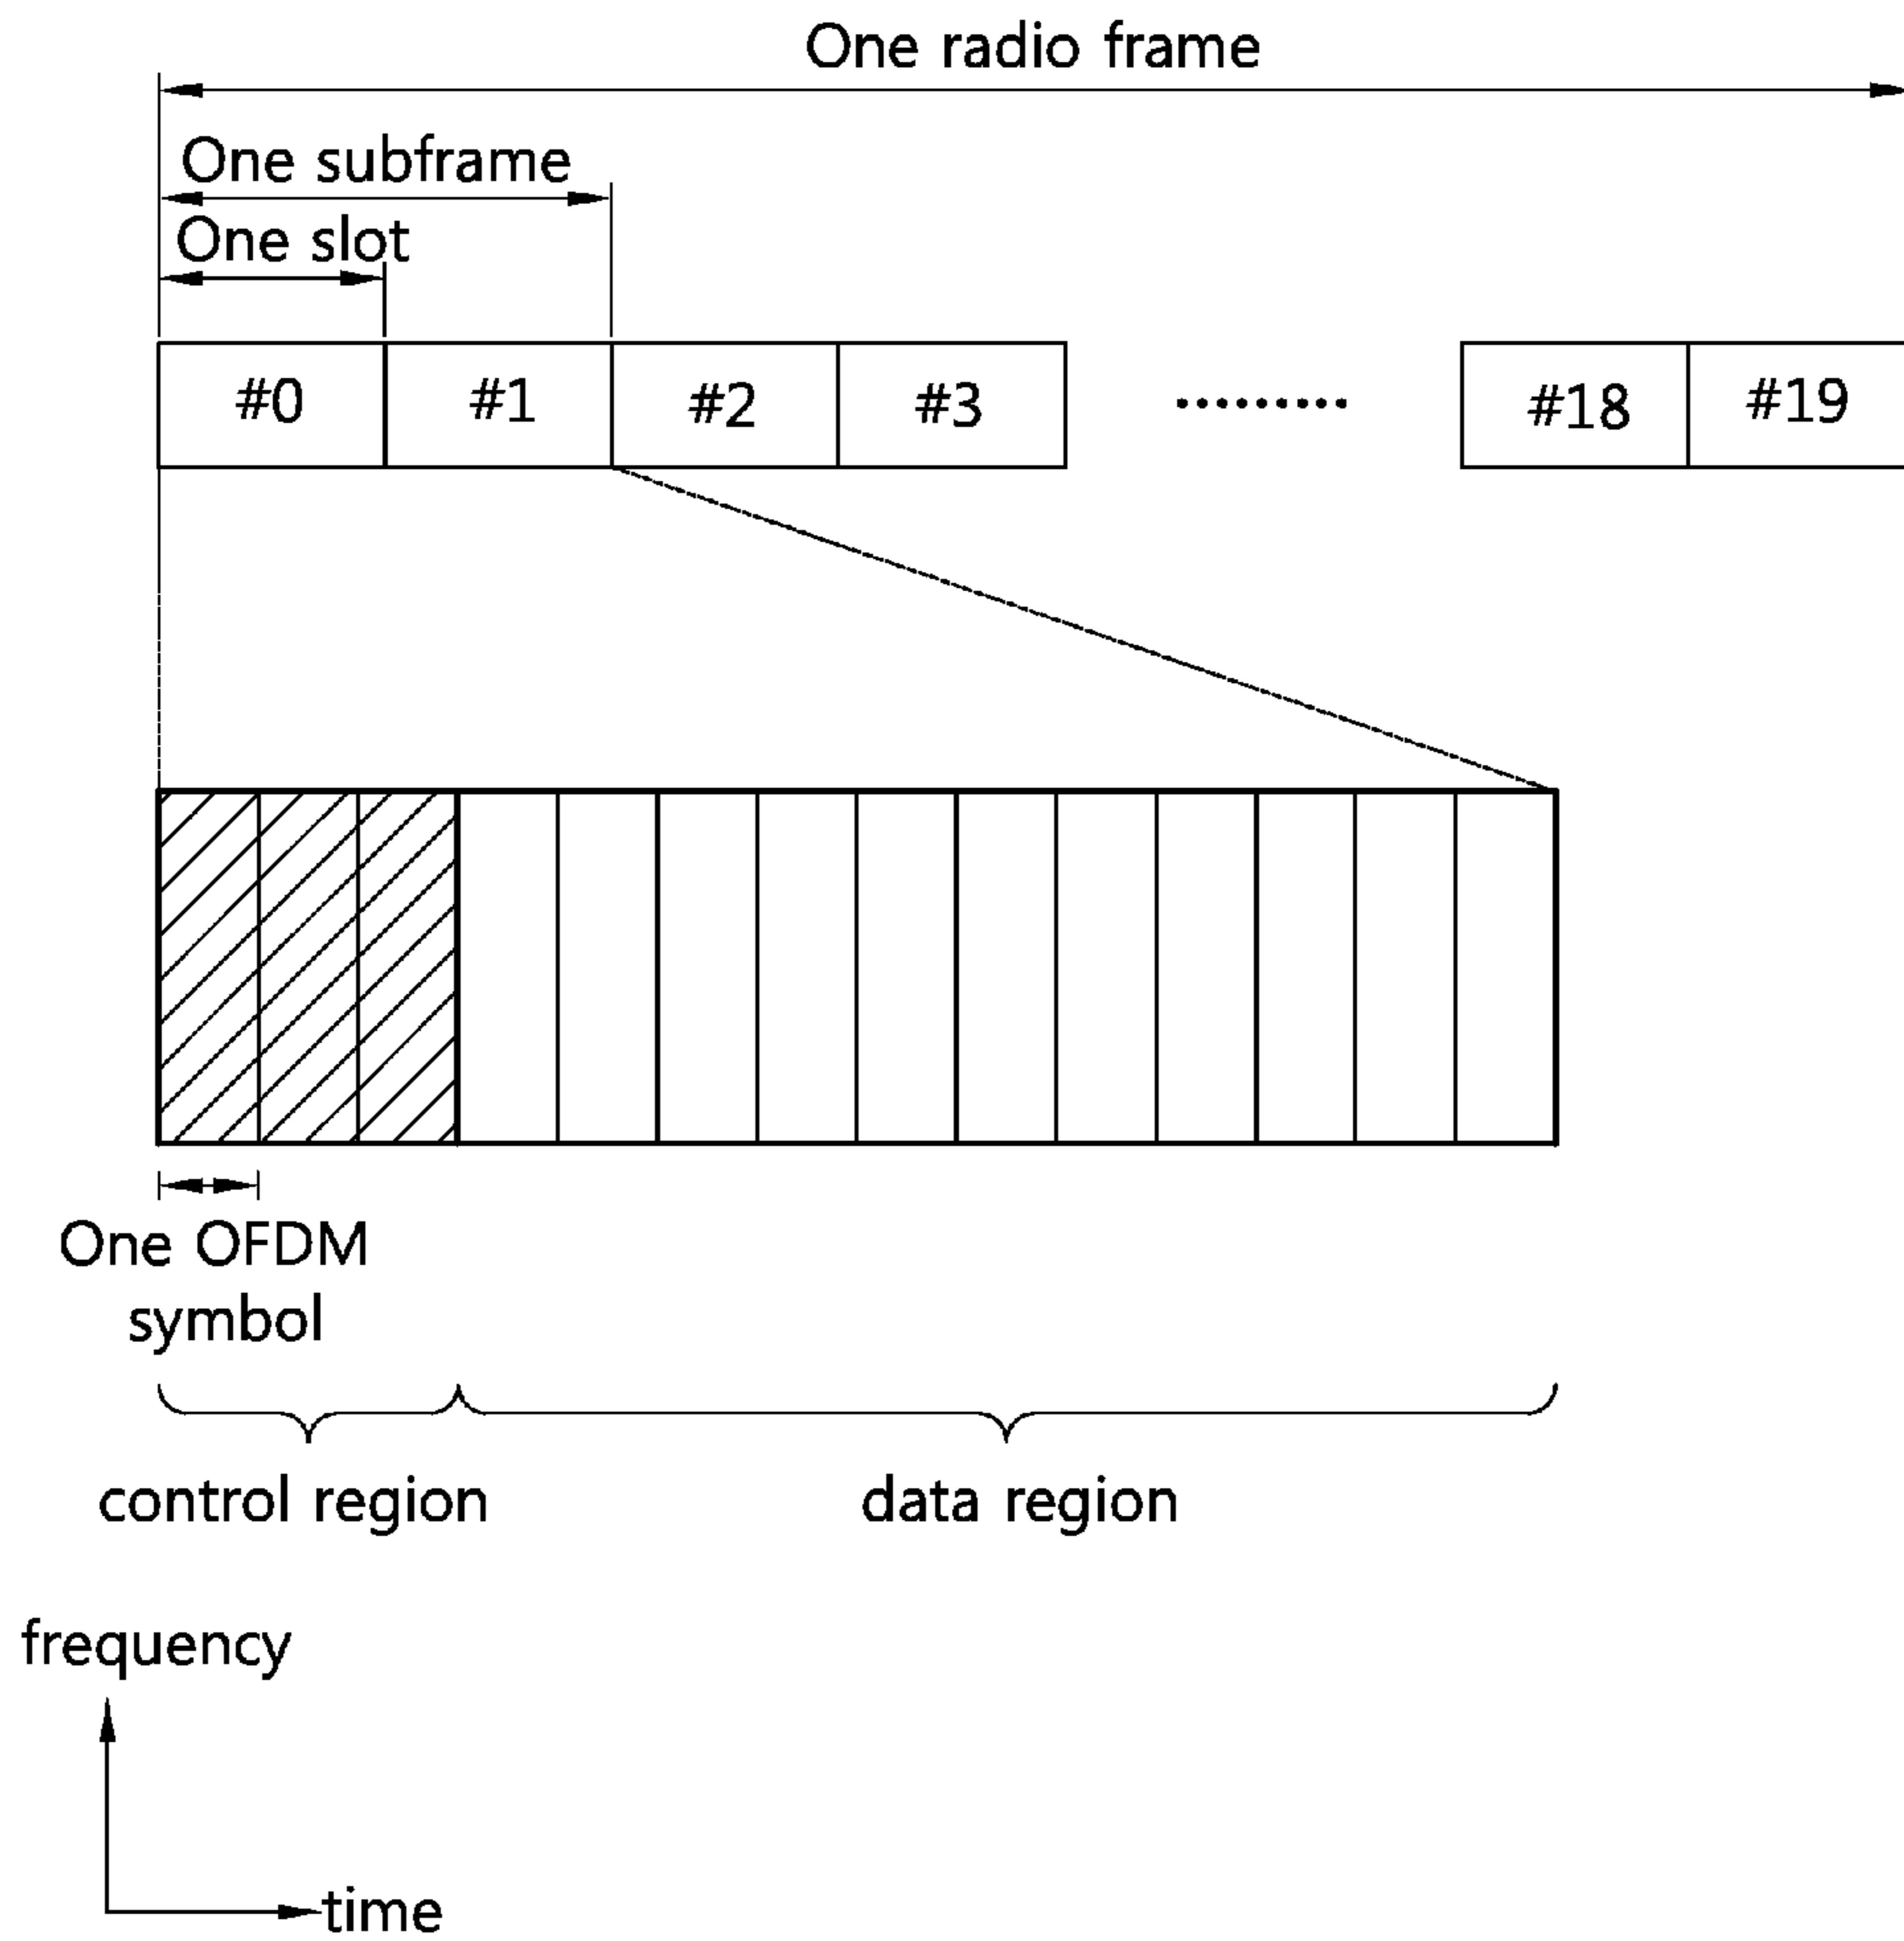 One radio frame
One subframe
One slot
#0 #1 #2 #3 ········· #18 #19
One OFDM
symbol
control region data region
frequency
time